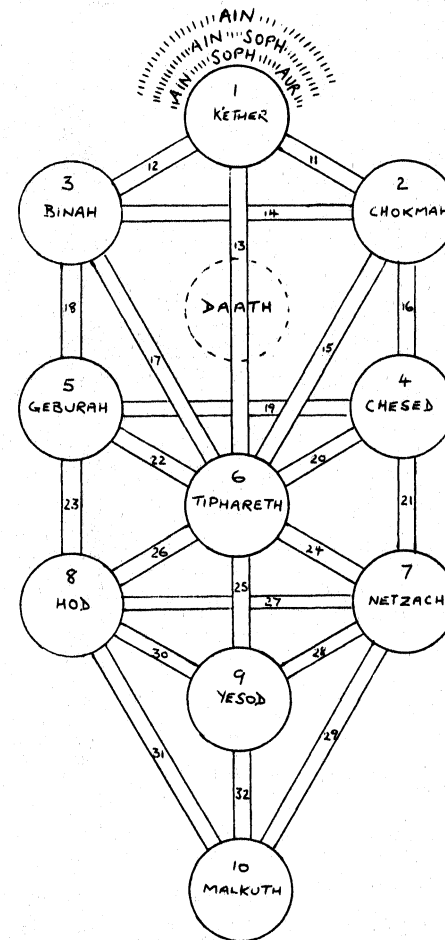 AIN
AIN SOPH
AIN SOPH AUR
1
KETHER
12
11
3
BINAH
2
CHOKMAH
14
13
DAATH
18
16
17
15
5
GEBURAH
4
CHESED
19
22
20
6
TIPHARETH
23
21
26
24
8
HOD
7
NETZACH
25
27
30
28
9
YESOD
31
29
32
10
MALKUTH